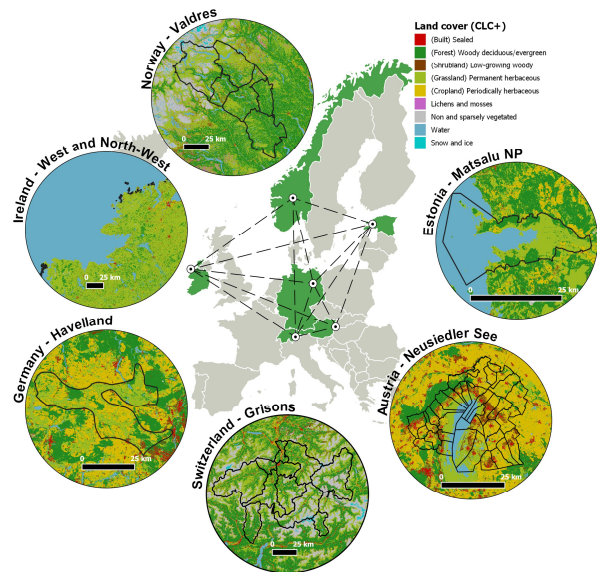 Norway - Valdres
0 25 km
Land cover (CLC+)
(Built) Sealed
(Forest) Woody deciduous/evergreen
(Shrubland) Low-growing woody
(Grassland) Permanent herbaceous
(Cropland) Periodically herbaceous
Lichens and mosses
Non and sparsely vegetated
Water
Snow and ice
Ireland - West and North-West
0 25 km
Estonia - Matsalu NP
0 25 km
Germany - Havelland
0 25 km
Switzerland - Grisons
0 25 km
Austria - Neusiedler See
0 25 km